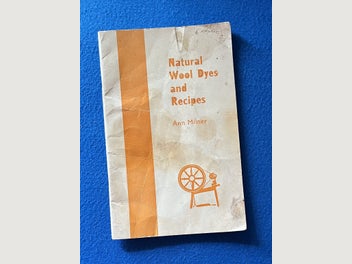 Natural
Wool Dyes
and
Recipes
Ann Milner